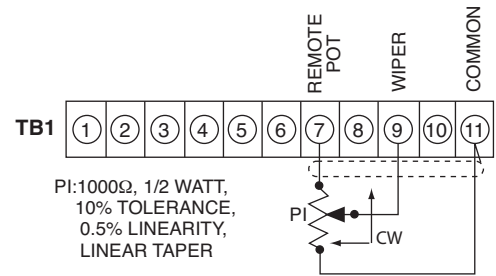 REMOTE
POT
WIPER
COMMON
TB1
1 2 3 4 5 6 7 8 9 10 11
PI:1000Ω, 1/2 WATT,
10% TOLERANCE,
0.5% LINEARITY,
LINEAR TAPER
PI
CW